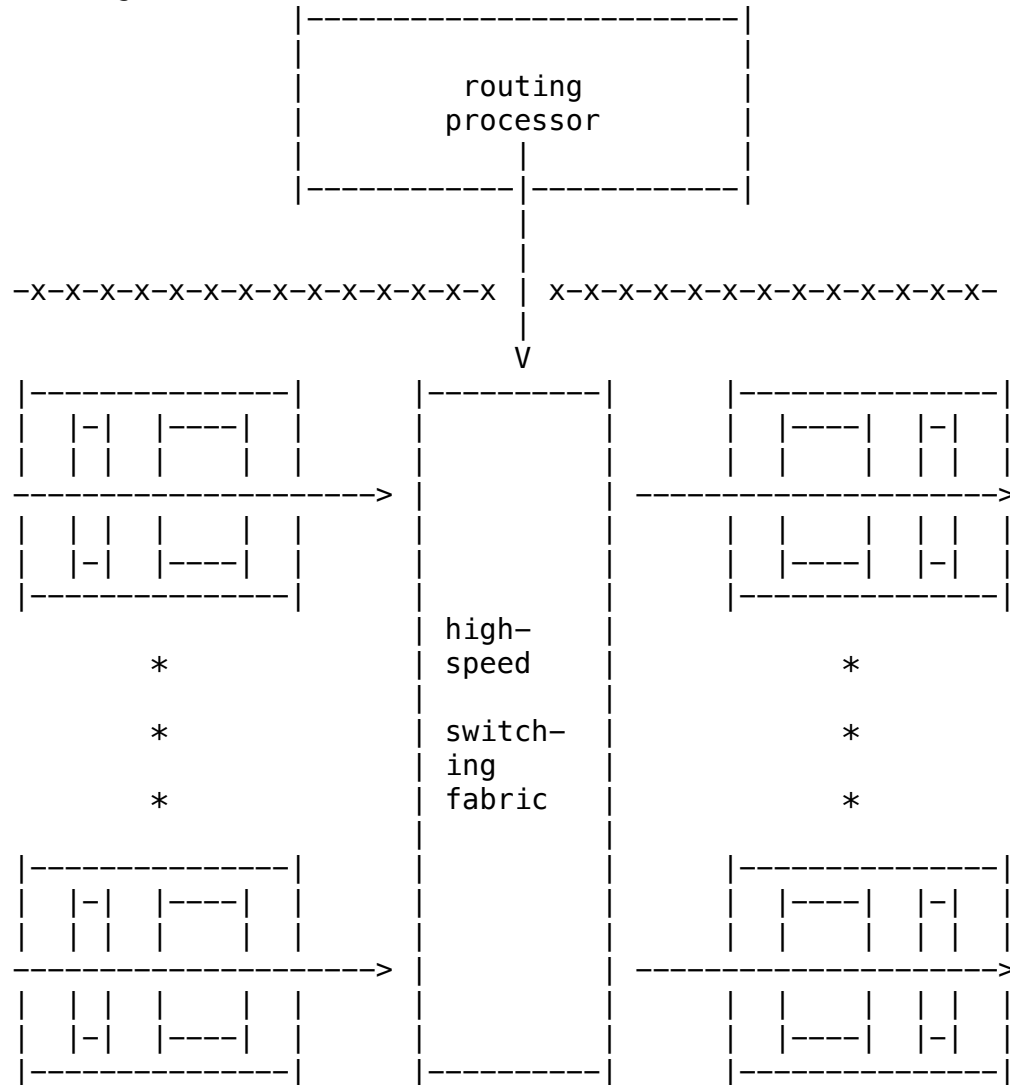 routing
processor
high-
speed
switch-
ing
fabric